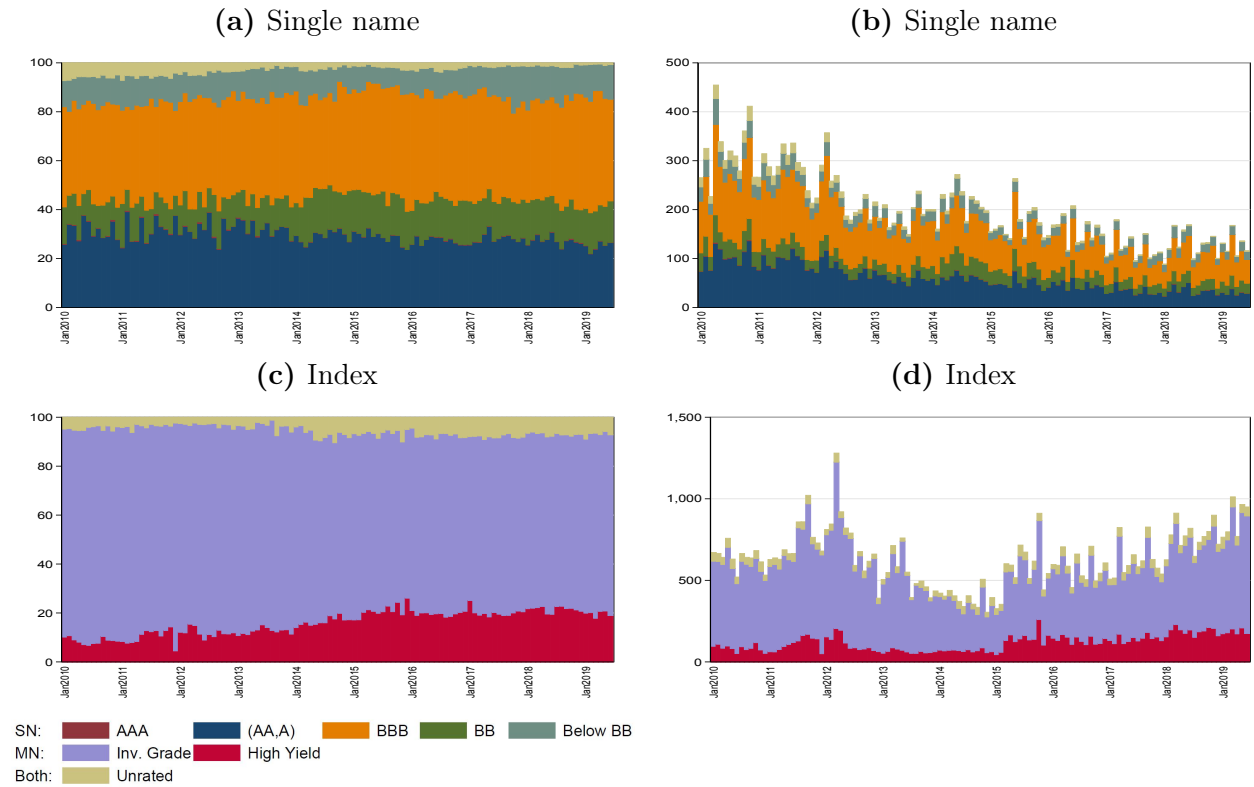 (a) Single name
(b) Single name
100
80
60
40
20
0
Jan2010 Jan2011 Jan2012 Jan2013 Jan2014 Jan2015 Jan2016 Jan2017 Jan2018 Jan2019
500
400
300
200
100
0
Jan2010 Jan2011 Jan2012 Jan2013 Jan2014 Jan2015 Jan2016 Jan2017 Jan2018 Jan2019
(c) Index
(d) Index
100
80
60
40
20
0
Jan2010 Jan2011 Jan2012 Jan2013 Jan2014 Jan2015 Jan2016 Jan2017 Jan2018 Jan2019
1,500
1,000
500
0
Jan2010 Jan2011 Jan2012 Jan2013 Jan2014 Jan2015 Jan2016 Jan2017 Jan2018 Jan2019
SN: AAA (AA,A) BBB BB Below BB
MN: Inv. Grade High Yield
Both: Unrated